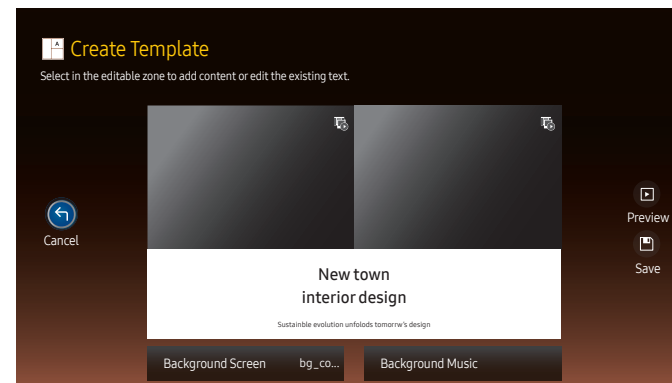 A
Create Template
Select in the editable zone to add content or edit the existing text.
Cancel
Preview
Save
New town
interior design
Sustainble evolution unfolods tomorrw's design
Background Screen bg_co...
Background Music